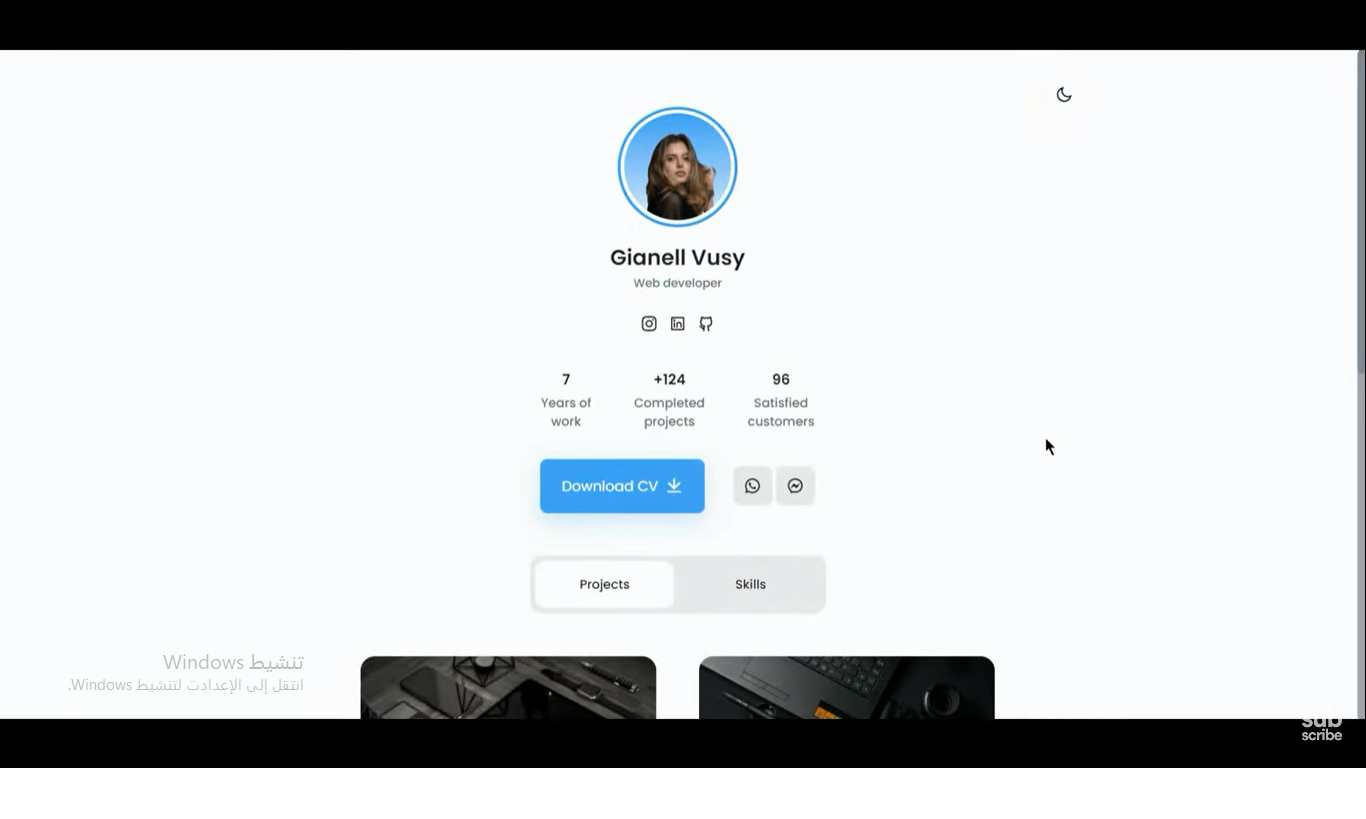 Gianell Vusy
Web developer
7
Years of
work
+124
Completed
projects
96
Satisfied
customers
Download CV
Projects
Skills
تنشيط Windows
انتقل إلى الإعدادت لتنشيط Windows.
sub
scribe